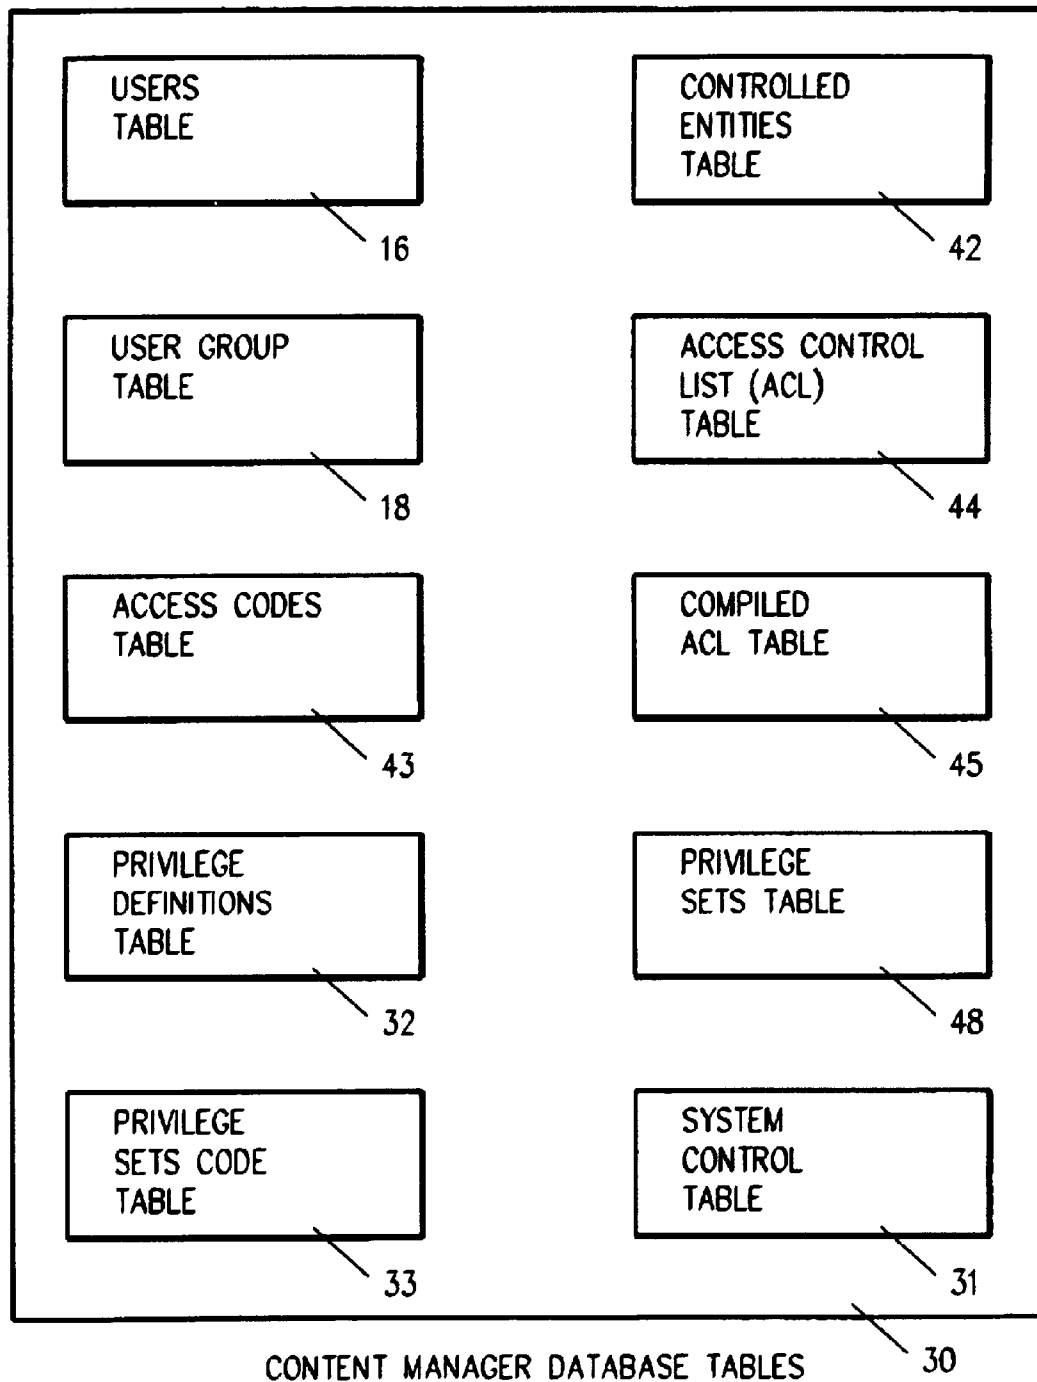 USERS
TABLE
16
CONTROLLED
ENTITIES
TABLE
42
USER GROUP
TABLE
18
ACCESS CONTROL
LIST (ACL)
TABLE
44
ACCESS CODES
TABLE
43
COMPILED
ACL TABLE
45
PRIVILEGE
DEFINITIONS
TABLE
32
PRIVILEGE
SETS TABLE
48
PRIVILEGE
SETS CODE
TABLE
33
SYSTEM
CONTROL
TABLE
31
30
CONTENT MANAGER DATABASE TABLES